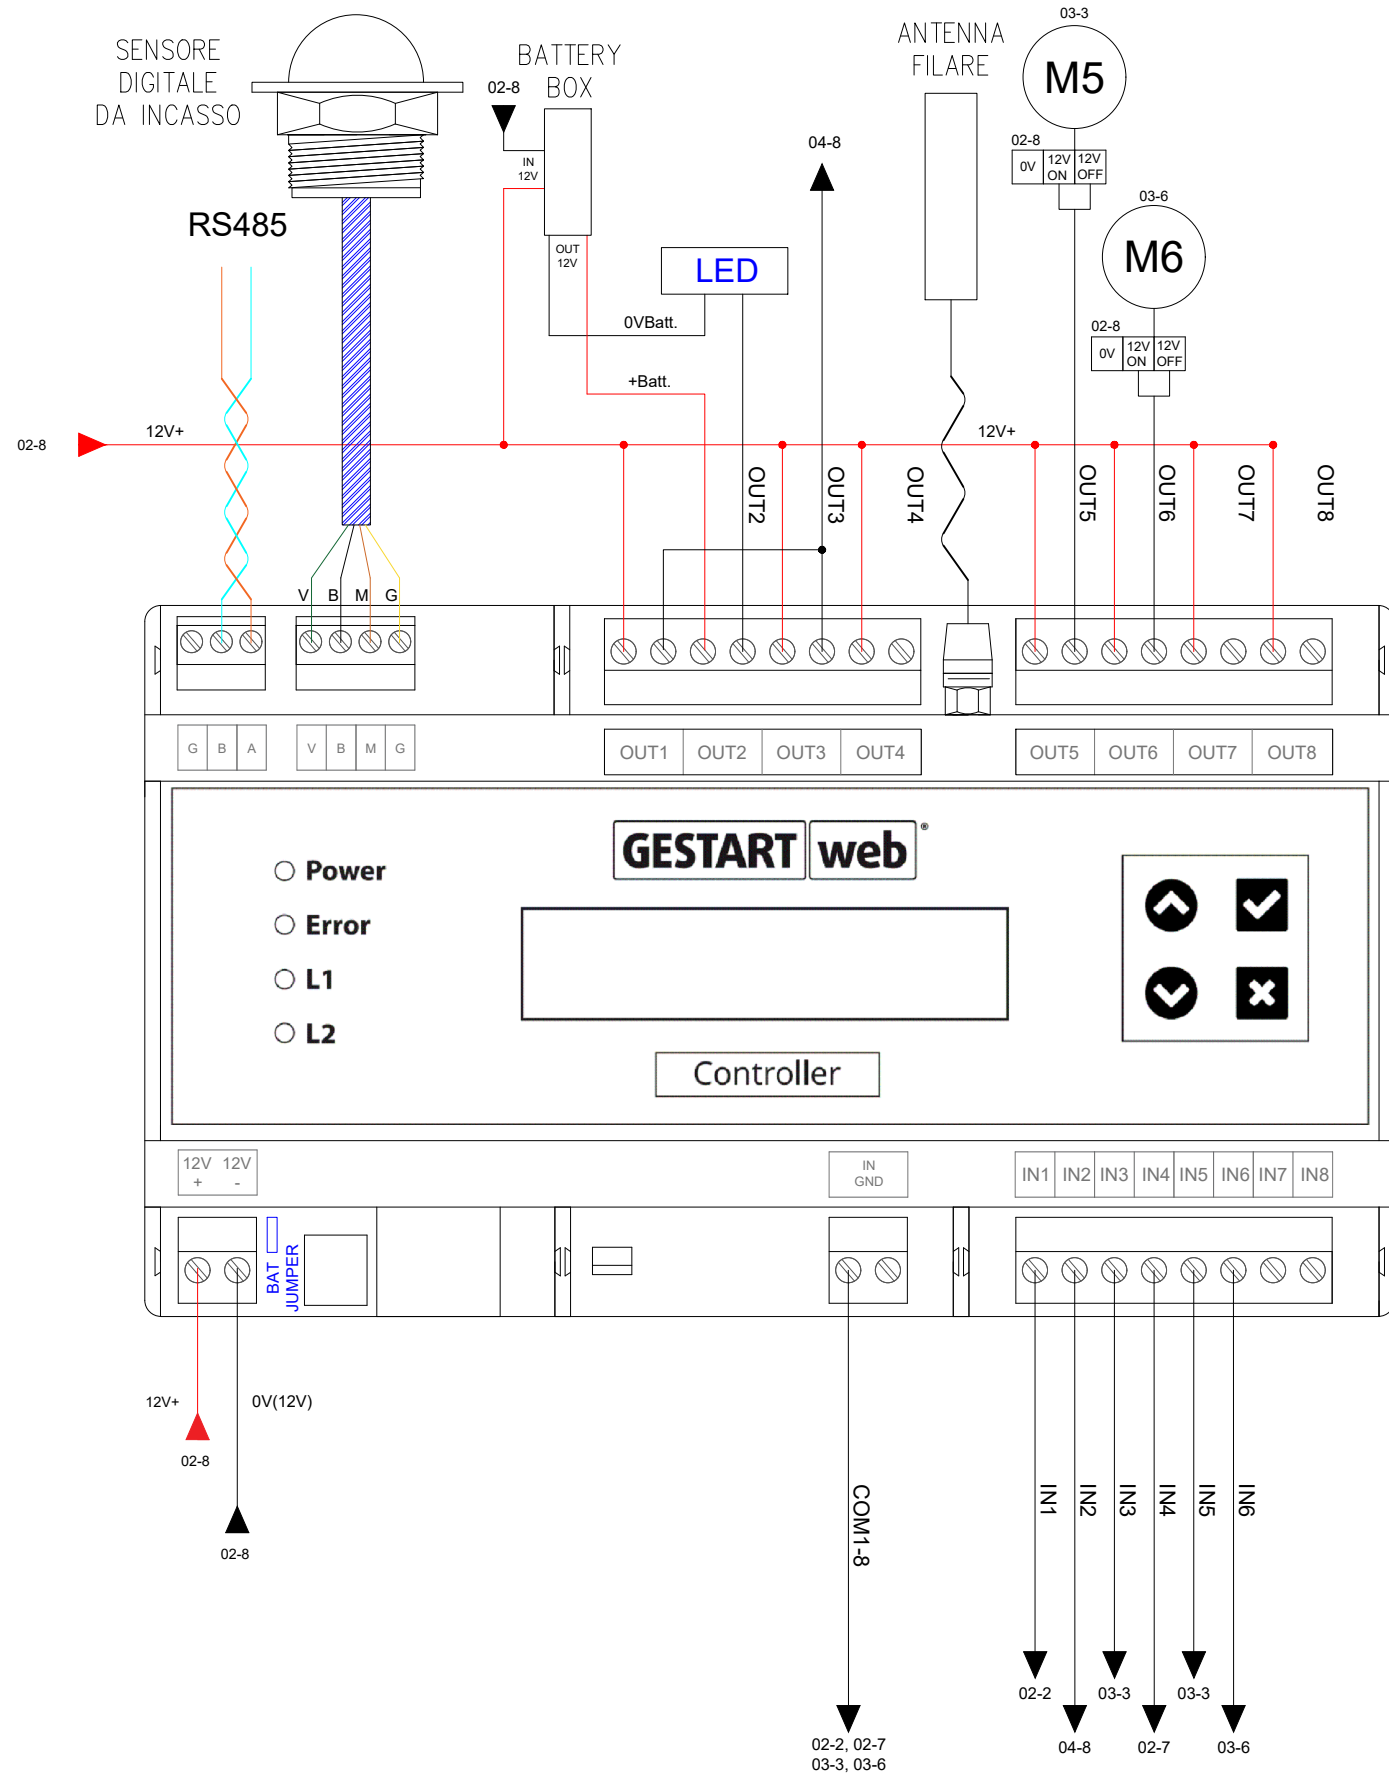 SENSORE
DIGITALE
DA INCASSO
RS485
02-8
BATTERY
BOX
IN
12V
OUT
12V
LED
0VBatt.
+Batt.
04-8
ANTENNA
FILARE
03-3
M5
02-8
0V
12V
ON
12V
OFF
03-6
M6
02-8
0V
12V
ON
12V
OFF
02-8
12V+
12V+
OUT2
OUT3
OUT4
OUT5
OUT6
OUT7
OUT8
V B M G
G B A
V B M G
OUT1 OUT2 OUT3 OUT4
OUT5 OUT6 OUT7 OUT8
GESTART web ®
Power
Error
L1
L2
Controller
12V 12V
+ -
IN
GND
IN1 IN2 IN3 IN4 IN5 IN6 IN7 IN8
BAT
JUMPER
12V+
0V(12V)
02-8
02-8
COM1-8
IN1
IN2
IN3
IN4
IN5
IN6
02-2
03-3
03-3
02-2, 02-7
03-3, 03-6
04-8
02-7
03-6